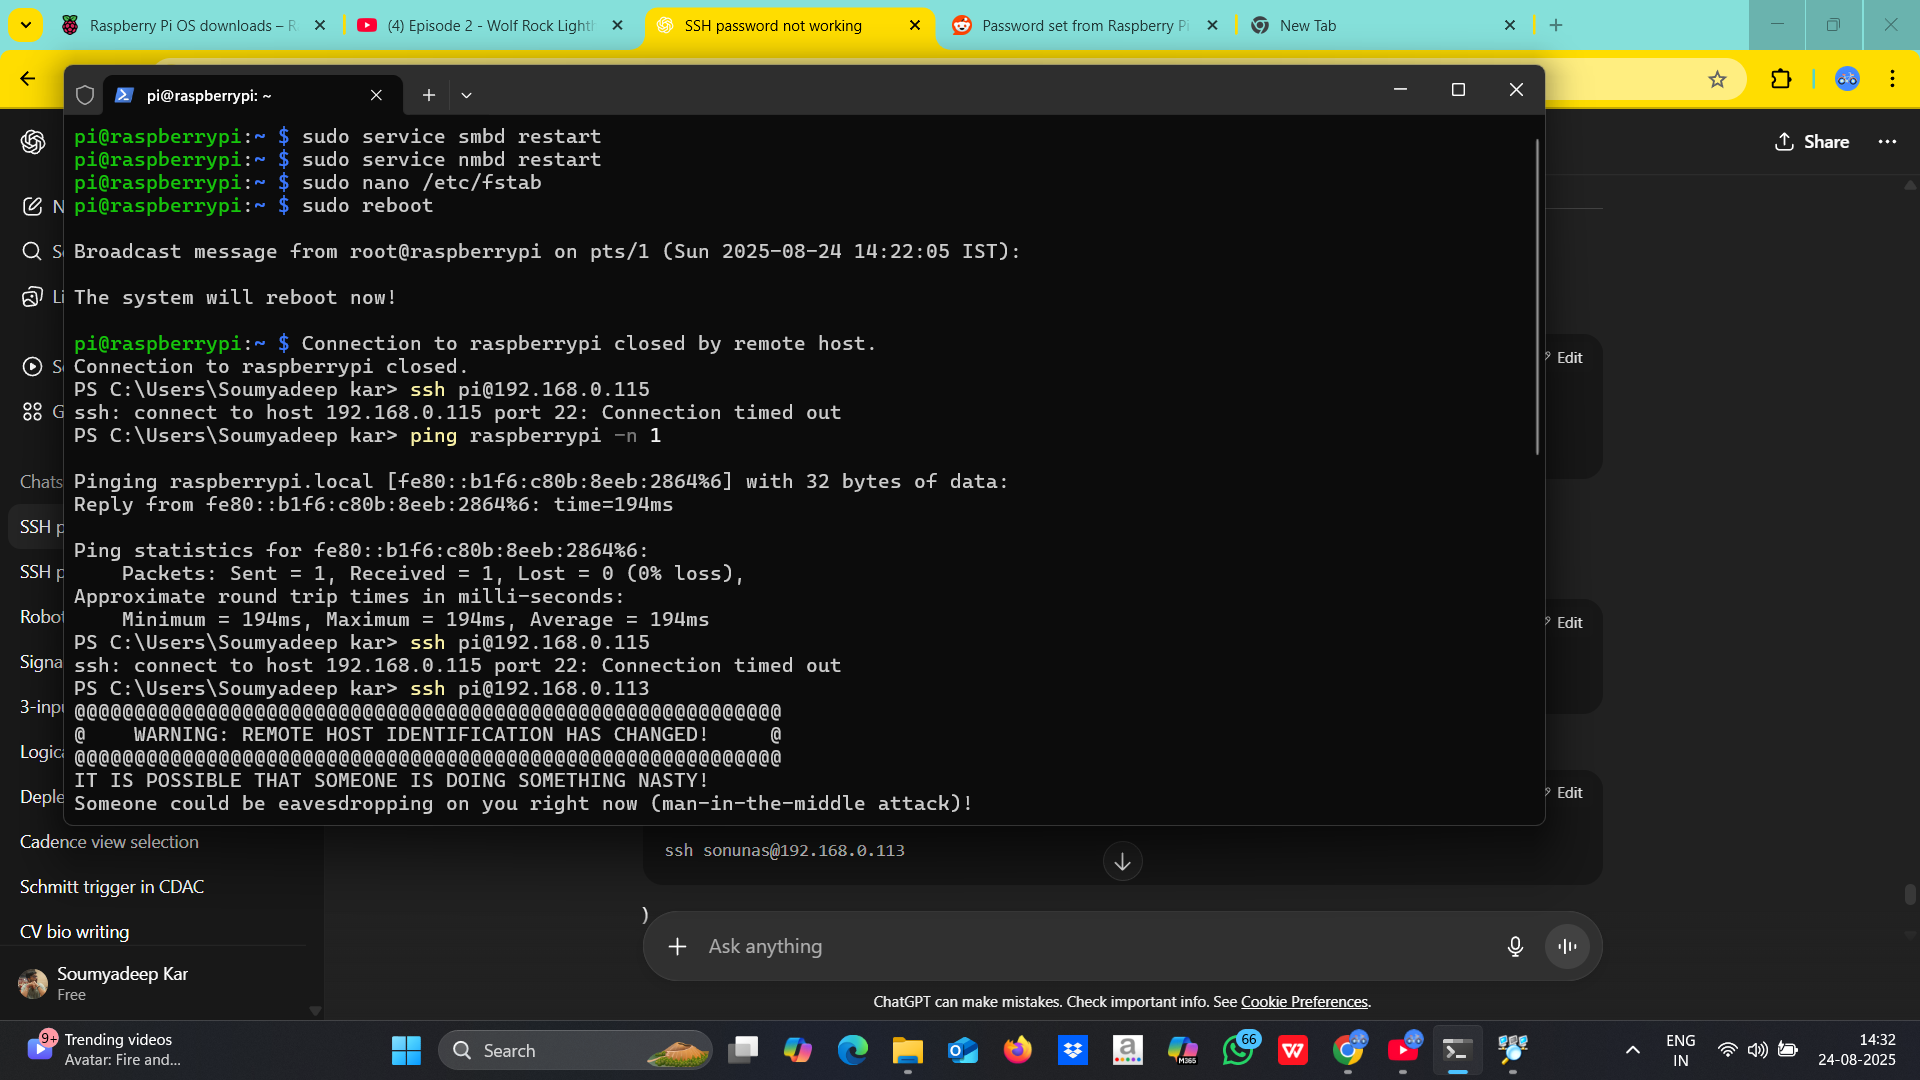 Raspberry Pi OS downloads – R
(4) Episode 2 - Wolf Rock Lighth
SSH password not working
Password set from Raspberry Pi
New Tab
pi@raspberrypi: ~
Share
pi@raspberrypi:~ $ sudo service smbd restart
pi@raspberrypi:~ $ sudo service nmbd restart
pi@raspberrypi:~ $ sudo nano /etc/fstab
pi@raspberrypi:~ $ sudo reboot
Broadcast message from root@raspberrypi on pts/1 (Sun 2025-08-24 14:22:05 IST):
The system will reboot now!
pi@raspberrypi:~ $ Connection to raspberrypi closed by remote host.
Connection to raspberrypi closed.
PS C:\Users\Soumyadeep kar> ssh pi@192.168.0.115
ssh: connect to host 192.168.0.115 port 22: Connection timed out
PS C:\Users\Soumyadeep kar> ping raspberrypi -n 1
Pinging raspberrypi.local [fe80::b1f6:c80b:8eeb:2864%6] with 32 bytes of data:
Reply from fe80::b1f6:c80b:8eeb:2864%6: time=194ms
Ping statistics for fe80::b1f6:c80b:8eeb:2864%6:
Packets: Sent = 1, Received = 1, Lost = 0 (0% loss),
Approximate round trip times in milli-seconds:
Minimum = 194ms, Maximum = 194ms, Average = 194ms
PS C:\Users\Soumyadeep kar> ssh pi@192.168.0.115
ssh: connect to host 192.168.0.115 port 22: Connection timed out
PS C:\Users\Soumyadeep kar> ssh pi@192.168.0.113
@@@@@@@@@@@@@@@@@@@@@@@@@@@@@@@@@@@@@@@@@@@@@@@@@@@@@@@@@@@
@    WARNING: REMOTE HOST IDENTIFICATION HAS CHANGED!     @
@@@@@@@@@@@@@@@@@@@@@@@@@@@@@@@@@@@@@@@@@@@@@@@@@@@@@@@@@@@
IT IS POSSIBLE THAT SOMEONE IS DOING SOMETHING NASTY!
Someone could be eavesdropping on you right now (man-in-the-middle attack)!
N
Se
Li
S
G
Chats
SSH p
SSH p
Robot
Signa
3-inpu
Logica
Deple
Cadence view selection
Schmitt trigger in CDAC
CV bio writing
Soumyadeep Kar
Free
Edit
Edit
Edit
ssh sonunas@192.168.0.113
)
Ask anything
ChatGPT can make mistakes. Check important info. See Cookie Preferences.
9+
Trending videos
Avatar: Fire and...
Search
a
M365
66
W
ENG
IN
14:32
24-08-2025